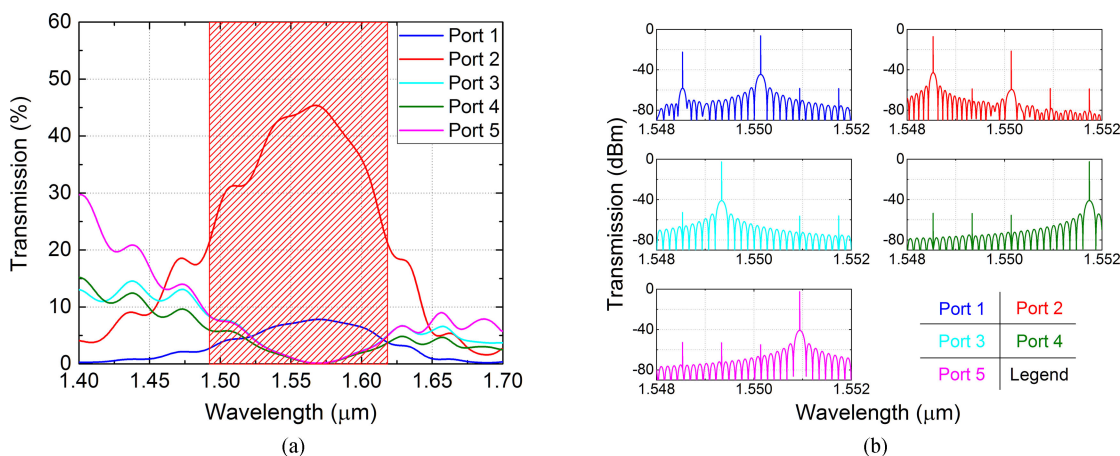 Transmission (%)
60
50
40
30
20
10
0
1.40 1.45 1.50 1.55 1.60 1.65 1.70
Wavelength (μm)
Port 1
Port 2
Port 3
Port 4
Port 5
(a)
Transmission (dBm)
0
-40
-80
1.548 1.550 1.552
0
-40
-80
1.548 1.550 1.552
0
-40
-80
1.548 1.550 1.552
0
-40
-80
1.548 1.550 1.552
0
-40
-80
1.548 1.550 1.552
Port 1 Port 2
Port 3 Port 4
Port 5 Legend
Wavelength (μm)
(b)